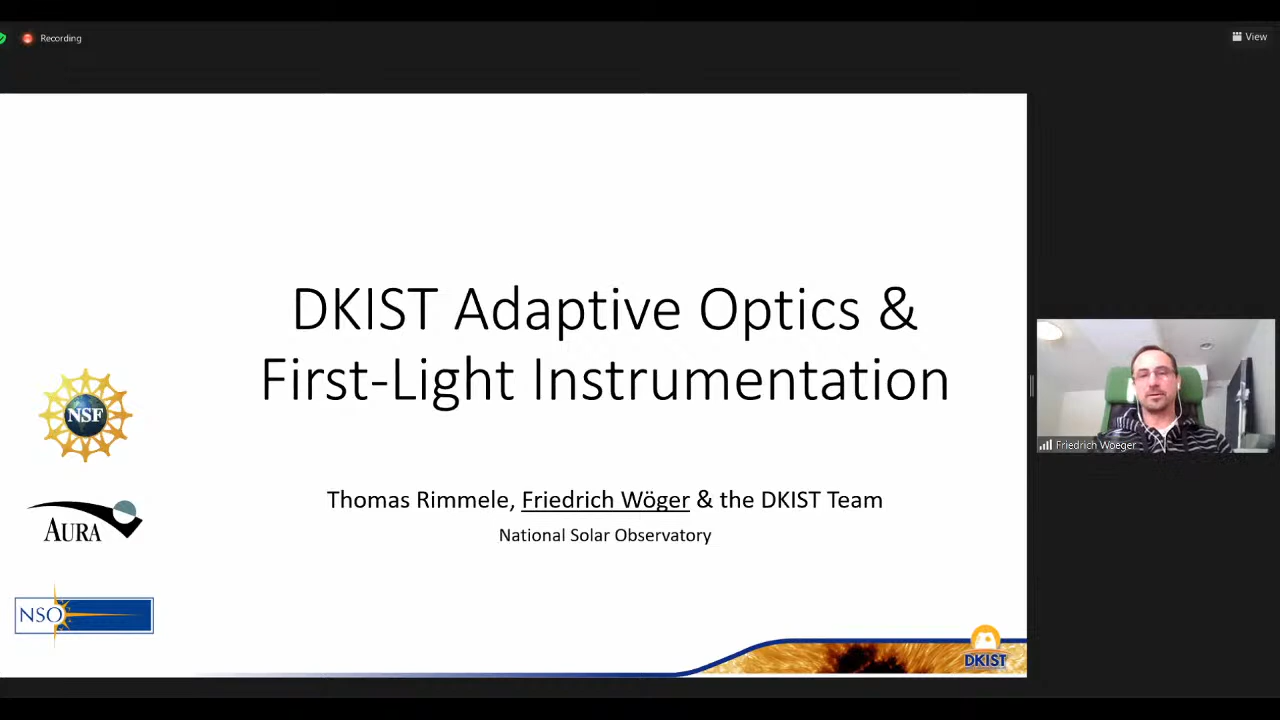 Recording
View
DKIST Adaptive Optics &
First-Light Instrumentation
NSF
Thomas Rimmele, Friedrich Wöger & the DKIST Team
National Solar Observatory
AURA
NSO
DKIST
Friedrich Woeger